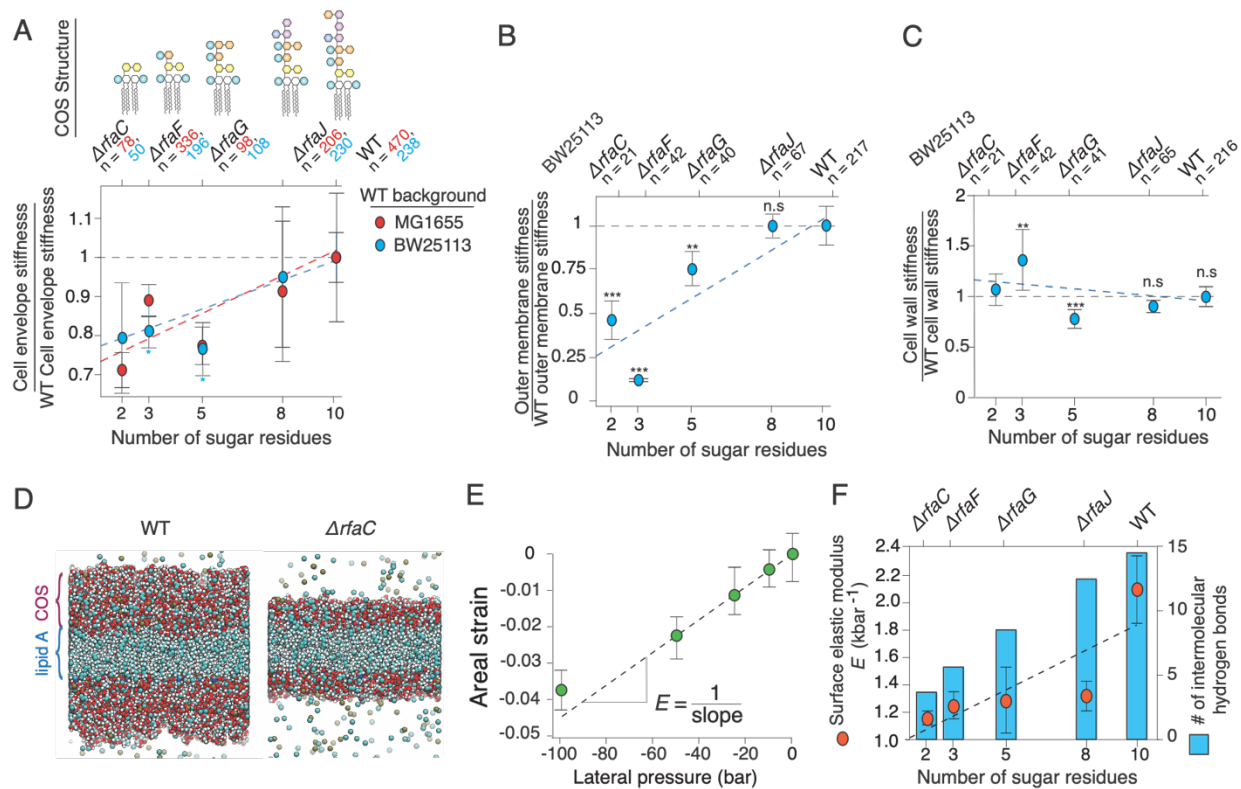 A
COS Structure
ΔrfaC
n = 78,
50
ΔrfaF
n = 336,
196
ΔrfaG
n = 98,
108
ΔrfaJ
n = 206,
230
WT
n = 470,
238
Cell envelope stiffness
WT Cell envelope stiffness
1.1
1
0.9
0.8
0.7
*
*
2 3 5 8 10
Number of sugar residues
WT background
MG1655
BW25113
B
BW25113
ΔrfaC
n = 21
ΔrfaF
n = 42
ΔrfaG
n = 40
ΔrfaJ
n = 67
WT
n = 217
Outer membrane stiffness
WT outer membrane stiffness
1
0.75
0.5
0.25
0
***
***
**
n.s
2 3 5 8 10
Number of sugar residues
C
BW25113
ΔrfaC
n = 21
ΔrfaF
n = 42
ΔrfaG
n = 41
ΔrfaJ
n = 65
WT
n = 216
Cell wall stiffness
WT cell wall stiffness
2
1.5
1
0.5
0
**
***
n.s
n.s
2 3 5 8 10
Number of sugar residues
D
WT
ΔrfaC
COS
lipid A
E
Areal strain
0
-0.01
-0.02
-0.03
-0.04
-0.05
E = 1
slope
-100 -80 -60 -40 -20 0
Lateral pressure (bar)
F
ΔrfaC
ΔrfaF
ΔrfaG
ΔrfaJ
WT
Surface elastic modulus
E (kbar⁻¹)
2.4
2.2
2.0
1.8
1.6
1.4
1.2
1.0
15
10
5
0
# of intermolecular
hydrogen bonds
2 3 5 8 10
Number of sugar residues